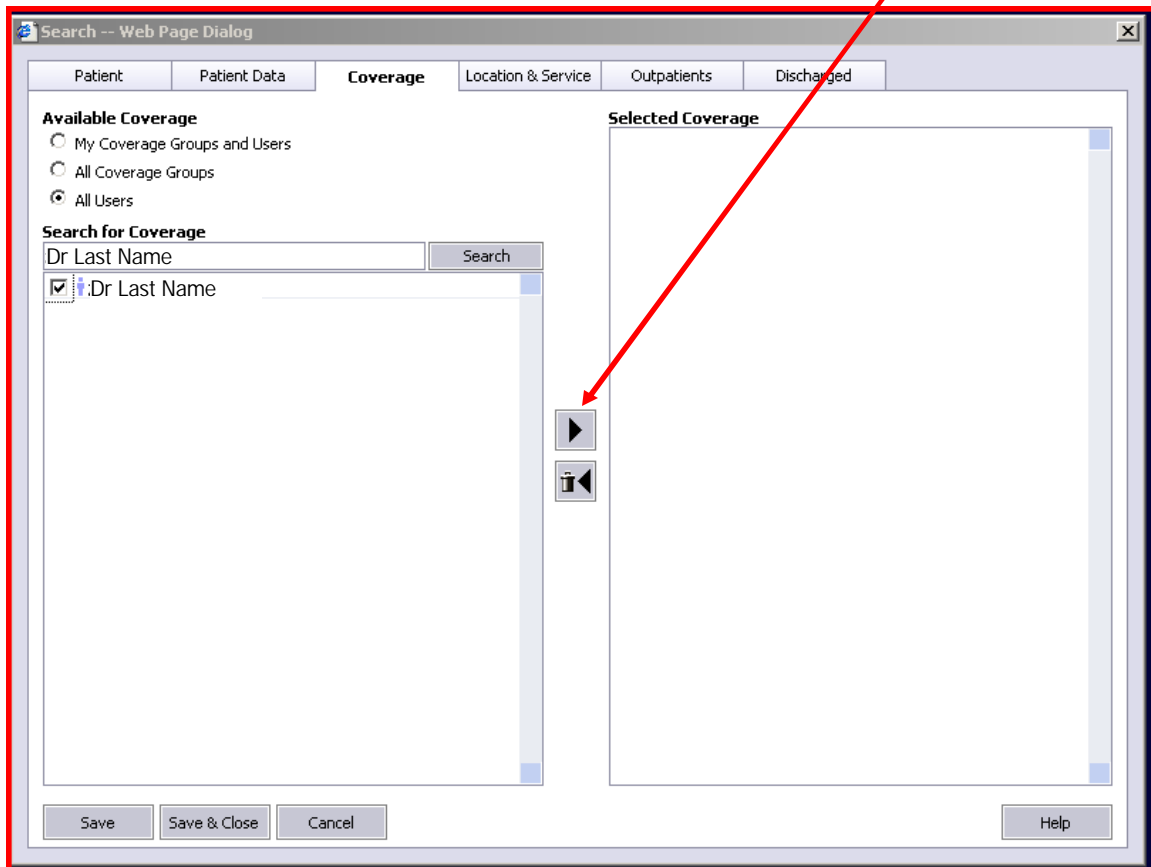 Search -- Web Page Dialog
Patient Patient Data Coverage Location & Service Outpatients Discharged
Available Coverage
My Coverage Groups and Users
All Coverage Groups
All Users
Search for Coverage
Dr Last Name Search
:Dr Last Name
Selected Coverage
Save Save & Close Cancel Help